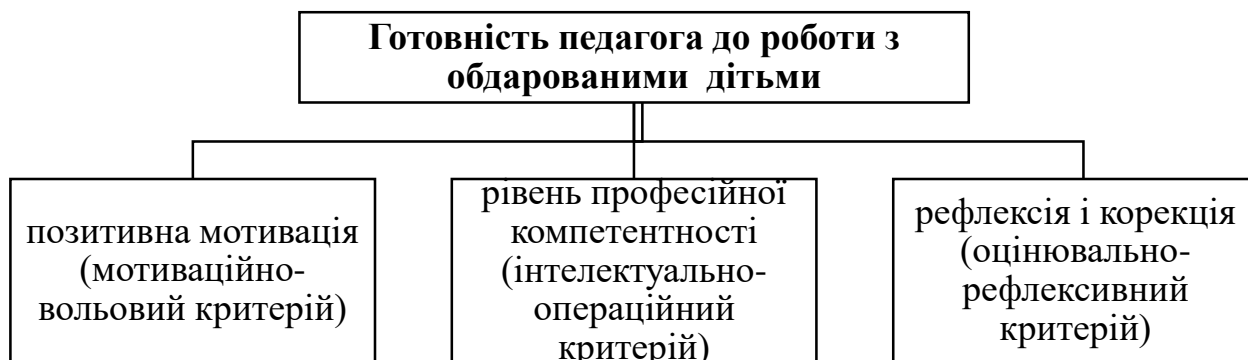 Готовність педагога до роботи з
обдарованими дітьми
позитивна мотивація
(мотиваційно-
вольовий критерій)
рівень професійної
компетентності
(інтелектуально-
операційний
критерій)
рефлексія і корекція
(оцінювально-
рефлексивний
критерій)